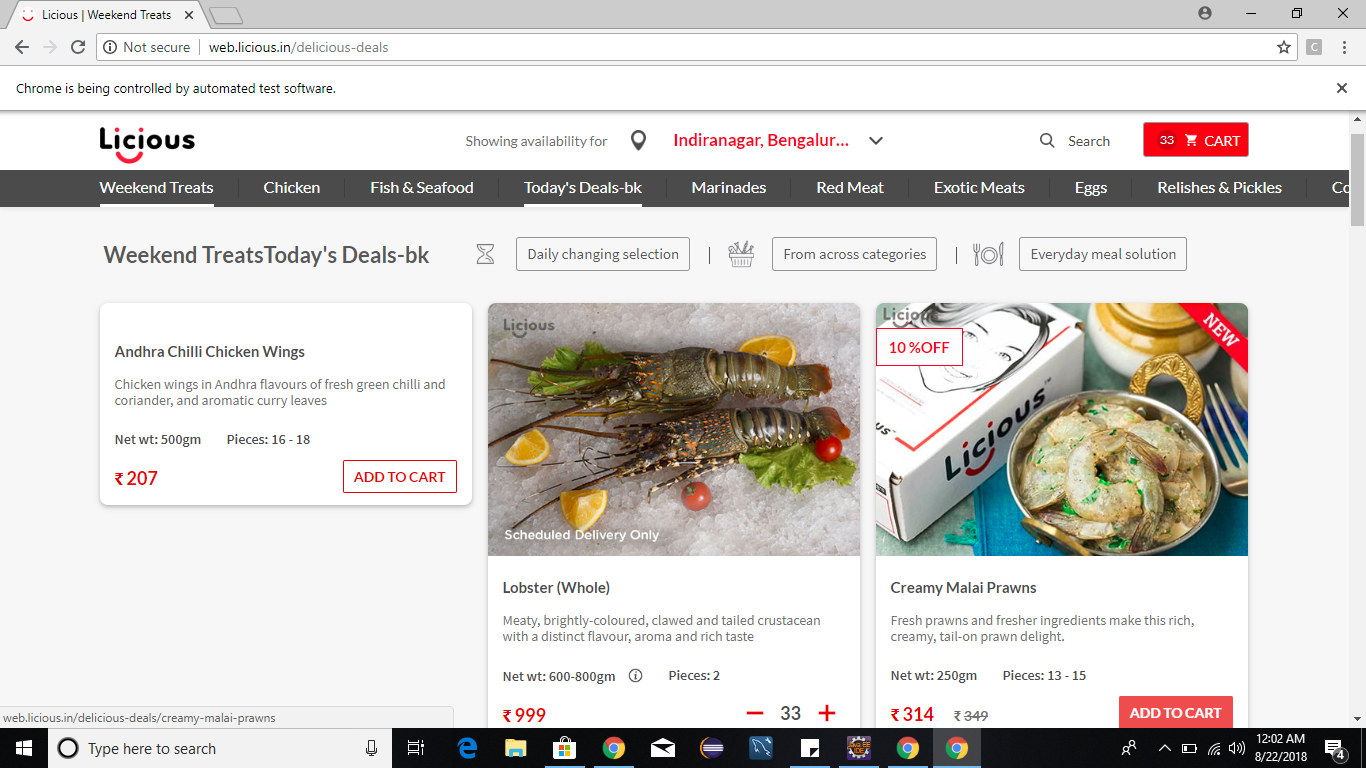 Licious | Weekend Treats
Not secure
web.licious.in/delicious-deals
C
Chrome is being controlled by automated test software.
Licious
Showing availability for
Indiranagar, Bengalur...
Search
33 CART
Weekend Treats
Chicken
Fish & Seafood
Today's Deals-bk
Marinades
Red Meat
Exotic Meats
Eggs
Relishes & Pickles
Co
Weekend TreatsToday's Deals-bk
Daily changing selection
|
From across categories
|
Everyday meal solution
Andhra Chilli Chicken Wings
Chicken wings in Andhra flavours of fresh green chilli and
coriander, and aromatic curry leaves
Net wt: 500gm
Pieces: 16 - 18
₹ 207
ADD TO CART
Licious
Scheduled Delivery Only
Lobster (Whole)
Meaty, brightly-coloured, clawed and tailed crustacean
with a distinct flavour, aroma and rich taste
Net wt: 600-800gm
Pieces: 2
₹ 999
33
Licious
10 %OFF
NEW
Licious
Creamy Malai Prawns
Fresh prawns and fresher ingredients make this rich,
creamy, tail-on prawn delight.
Net wt: 250gm
Pieces: 13 - 15
₹ 314
₹ 349
ADD TO CART
web.licious.in/delicious-deals/creamy-malai-prawns
Type here to search
12:02 AM
8/22/2018
4